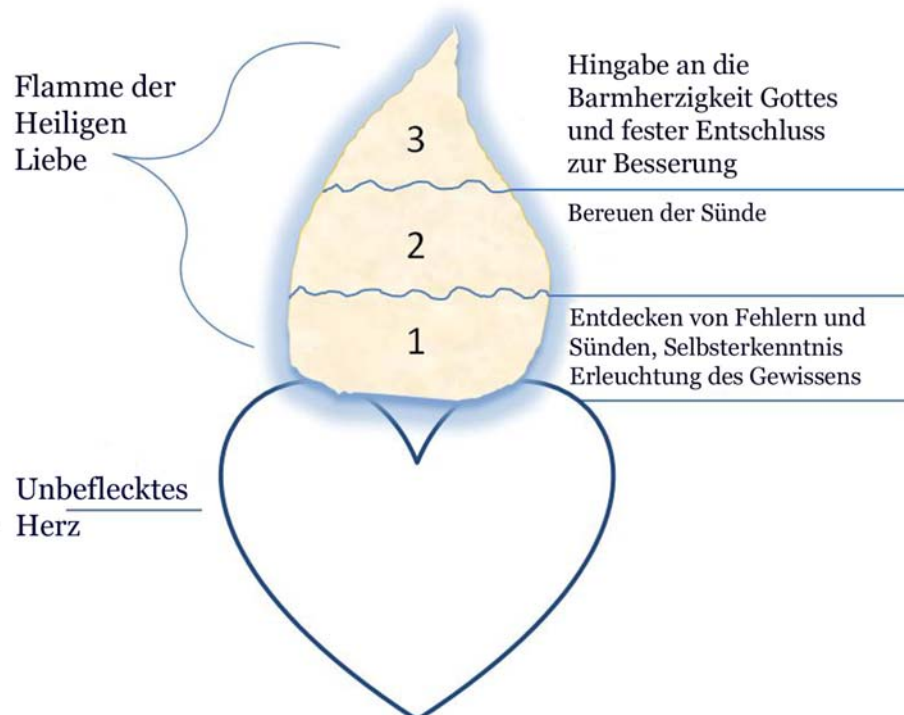 Flamme der
Heiligen
Liebe
3
Hingabe an die
Barmherzigkeit Gottes
und fester Entschluss
zur Besserung
2
Bereuen der Sünde
1
Entdecken von Fehlern und
Sünden, Selbsterkenntnis
Erleuchtung des Gewissens
Unbeflecktes
Herz